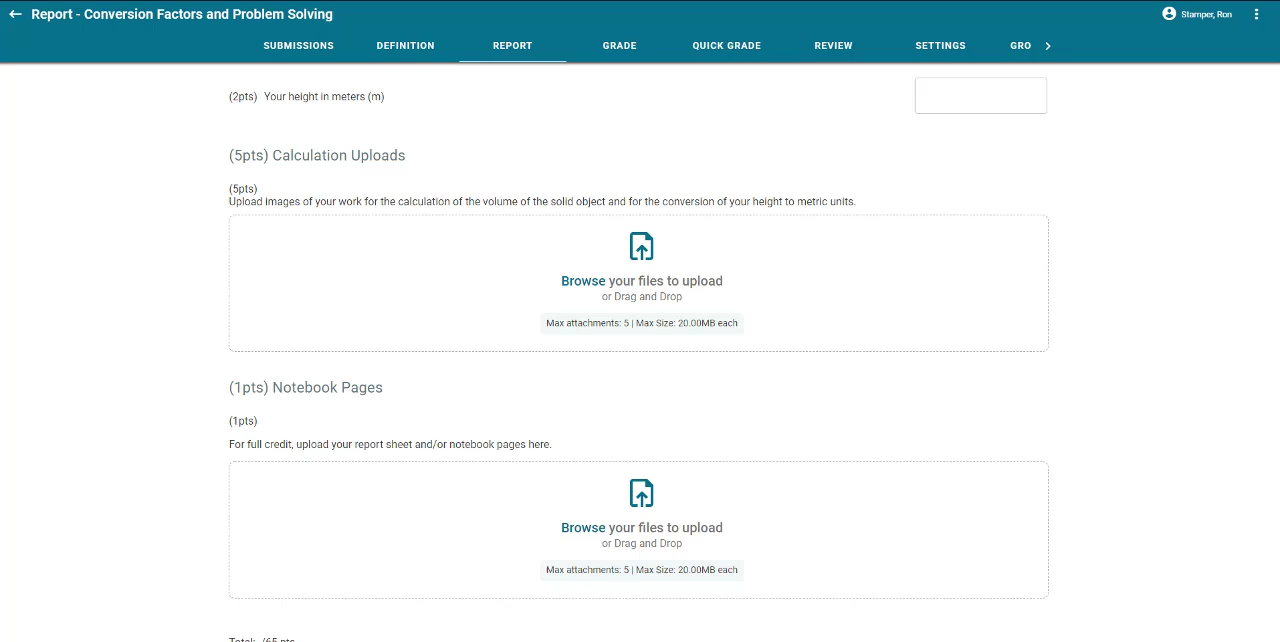 Report - Conversion Factors and Problem Solving
Stamper, Ron
SUBMISSIONS DEFINITION REPORT GRADE QUICK GRADE REVIEW SETTINGS GRO
(2pts) Your height in meters (m)
(5pts) Calculation Uploads
(5pts)
Upload images of your work for the calculation of the volume of the solid object and for the conversion of your height to metric units.
Browse your files to upload
or Drag and Drop
Max attachments: 5 | Max Size: 20.00MB each
(1pts) Notebook Pages
(1pts)
For full credit, upload your report sheet and/or notebook pages here.
Browse your files to upload
or Drag and Drop
Max attachments: 5 | Max Size: 20.00MB each
Total: /65 pts